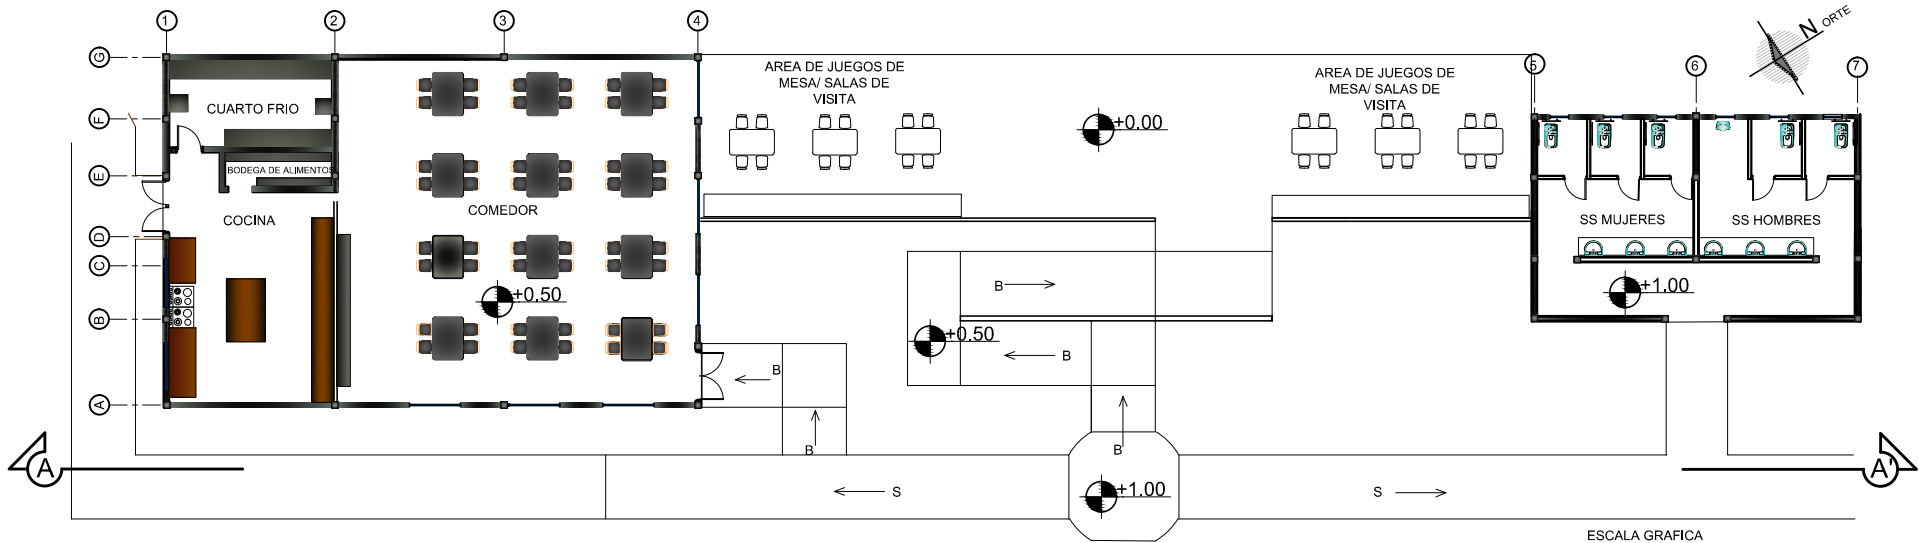 1
2
3
4
N ORTE
5
6
7
G
F
E
D
C
B
A
CUARTO FRIO
BODEGA DE ALIMENTOS
COCINA
COMEDOR
+0.50
AREA DE JUEGOS DE
MESA/ SALAS DE
VISITA
+0.00
AREA DE JUEGOS DE
MESA/ SALAS DE
VISITA
SS MUJERES
SS HOMBRES
+1.00
B
+0.50
B
B
B
B
A
A'
S
+1.00
S
ESCALA GRAFICA